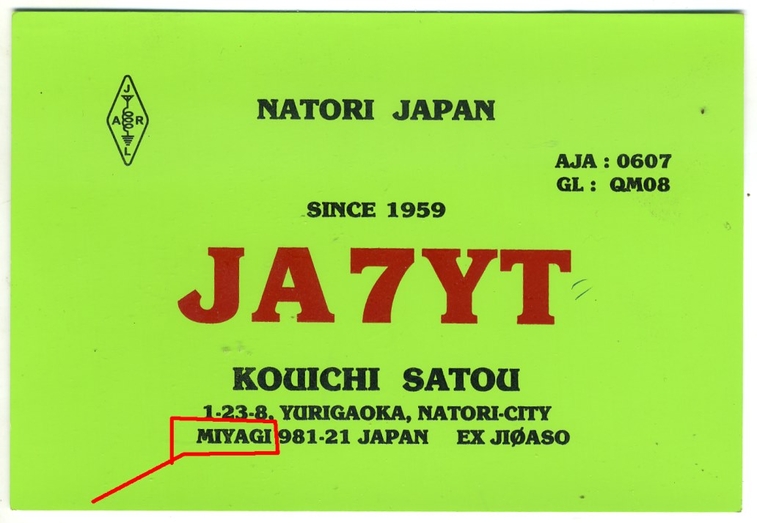 J
A R
L
NATORI JAPAN
AJA : 0607
GL : QM08
SINCE 1959
JA7YT
KOUICHI SATOU
1-23-8, YURIGAOKA, NATORI-CITY
MIYAGI 981-21 JAPAN EX JIØASO